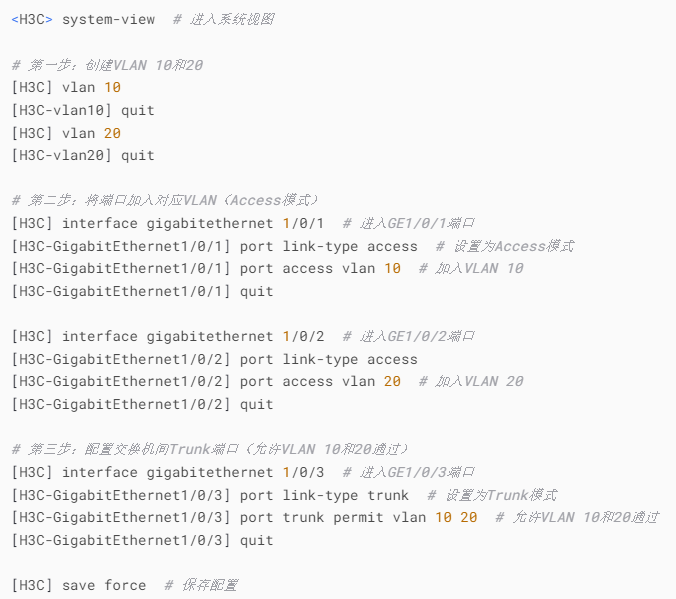 <H3C> system-view  # 进入系统视图
# 第一步：创建VLAN 10和20
[H3C] vlan 10
[H3C-vlan10] quit
[H3C] vlan 20
[H3C-vlan20] quit
# 第二步：将端口加入对应VLAN（Access模式）
[H3C] interface gigabitethernet 1/0/1  # 进入GE1/0/1端口
[H3C-GigabitEthernet1/0/1] port link-type access  # 设置为Access模式
[H3C-GigabitEthernet1/0/1] port access vlan 10  # 加入VLAN 10
[H3C-GigabitEthernet1/0/1] quit
[H3C] interface gigabitethernet 1/0/2  # 进入GE1/0/2端口
[H3C-GigabitEthernet1/0/2] port link-type access
[H3C-GigabitEthernet1/0/2] port access vlan 20  # 加入VLAN 20
[H3C-GigabitEthernet1/0/2] quit
# 第三步：配置交换机间Trunk端口（允许VLAN 10和20通过）
[H3C] interface gigabitethernet 1/0/3  # 进入GE1/0/3端口
[H3C-GigabitEthernet1/0/3] port link-type trunk  # 设置为Trunk模式
[H3C-GigabitEthernet1/0/3] port trunk permit vlan 10 20  # 允许VLAN 10和20通过
[H3C-GigabitEthernet1/0/3] quit
[H3C] save force  # 保存配置